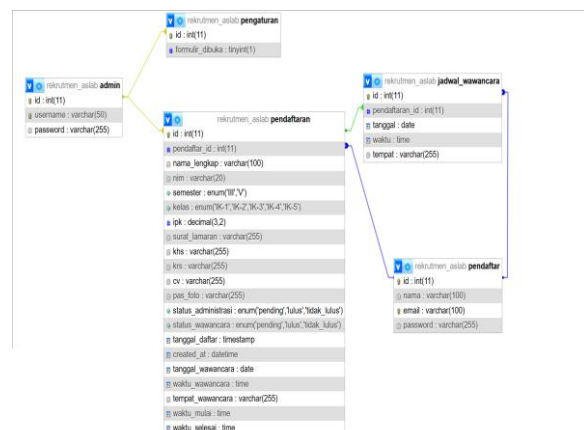 rekrutmen_aslab pengaturan
id : int(11)
formulir_dibuka : tinyint(1)
rekrutmen_aslab admin
id : int(11)
username : varchar(50)
password : varchar(255)
rekrutmen_aslab pendaftaran
id : int(11)
pendaftar_id : int(11)
nama_lengkap : varchar(100)
nim : varchar(20)
semester : enum('III','V')
kelas : enum('IK-1','IK-2','IK-3','IK-4','IK-5')
ipk : decimal(3,2)
surat_lamaran : varchar(255)
khs : varchar(255)
krs : varchar(255)
cv : varchar(255)
pas_foto : varchar(255)
status_administrasi : enum('pending','lulus','tidak_lulus')
status_wawancara : enum('pending','lulus','tidak_lulus')
tanggal_daftar : timestamp
created_at : datetime
tanggal_wawancara : date
waktu_wawancara : time
tempat_wawancara : varchar(255)
waktu_mulai : time
waktu_selesai : time
rekrutmen_aslab jadwal_wawancara
id : int(11)
pendaftaran_id : int(11)
tanggal : date
waktu : time
tempat : varchar(255)
rekrutmen_aslab pendaftar
id : int(11)
nama : varchar(100)
email : varchar(100)
password : varchar(255)